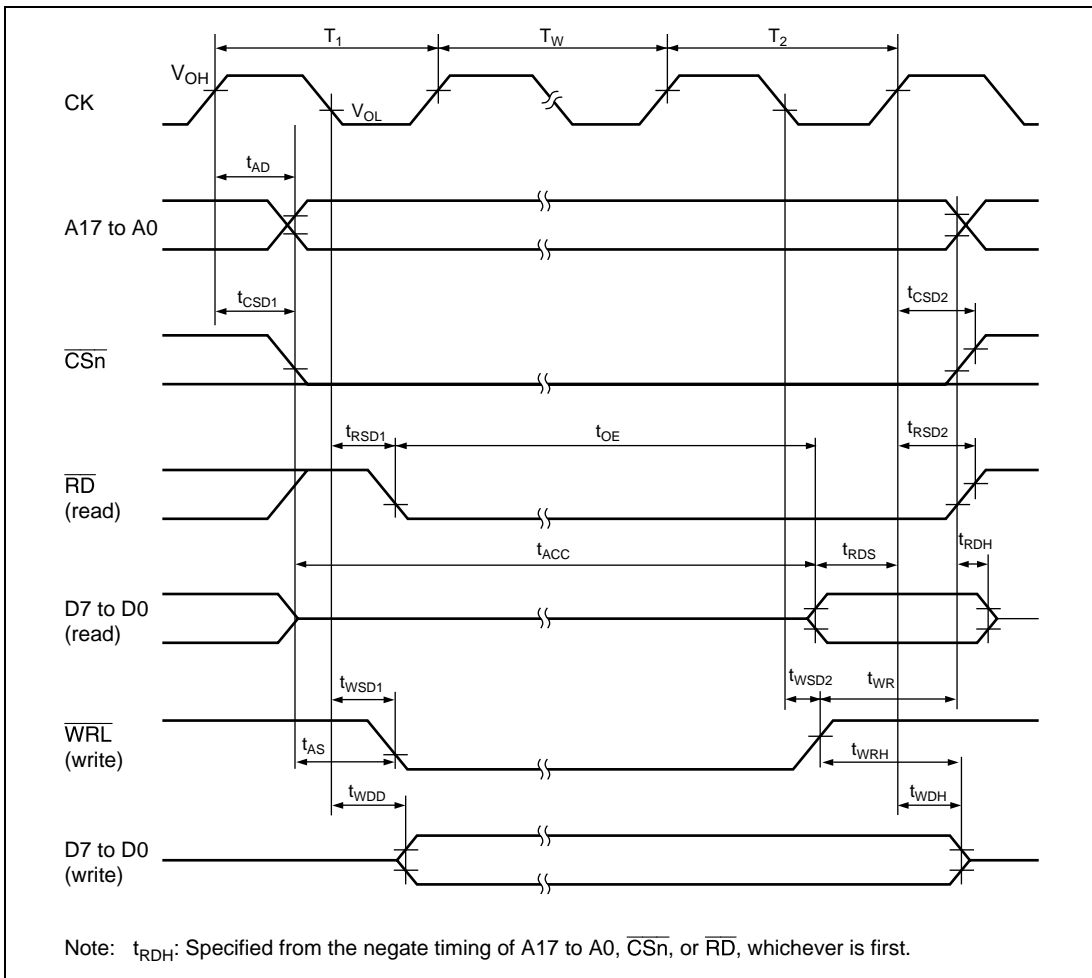 T1 TW T2
VOH
CK
VOL
tAD
A17 to A0
tCSD1 tCSD2
CSn
tRSD1 tOE tRSD2
RD
(read)
tACC tRDS tRDH
D7 to D0
(read)
tWSD1 tWSD2 tWR
WRL
(write)
tAS tWRH
tWDD tWDH
D7 to D0
(write)
Note: tRDH: Specified from the negate timing of A17 to A0, CSn, or RD, whichever is first.